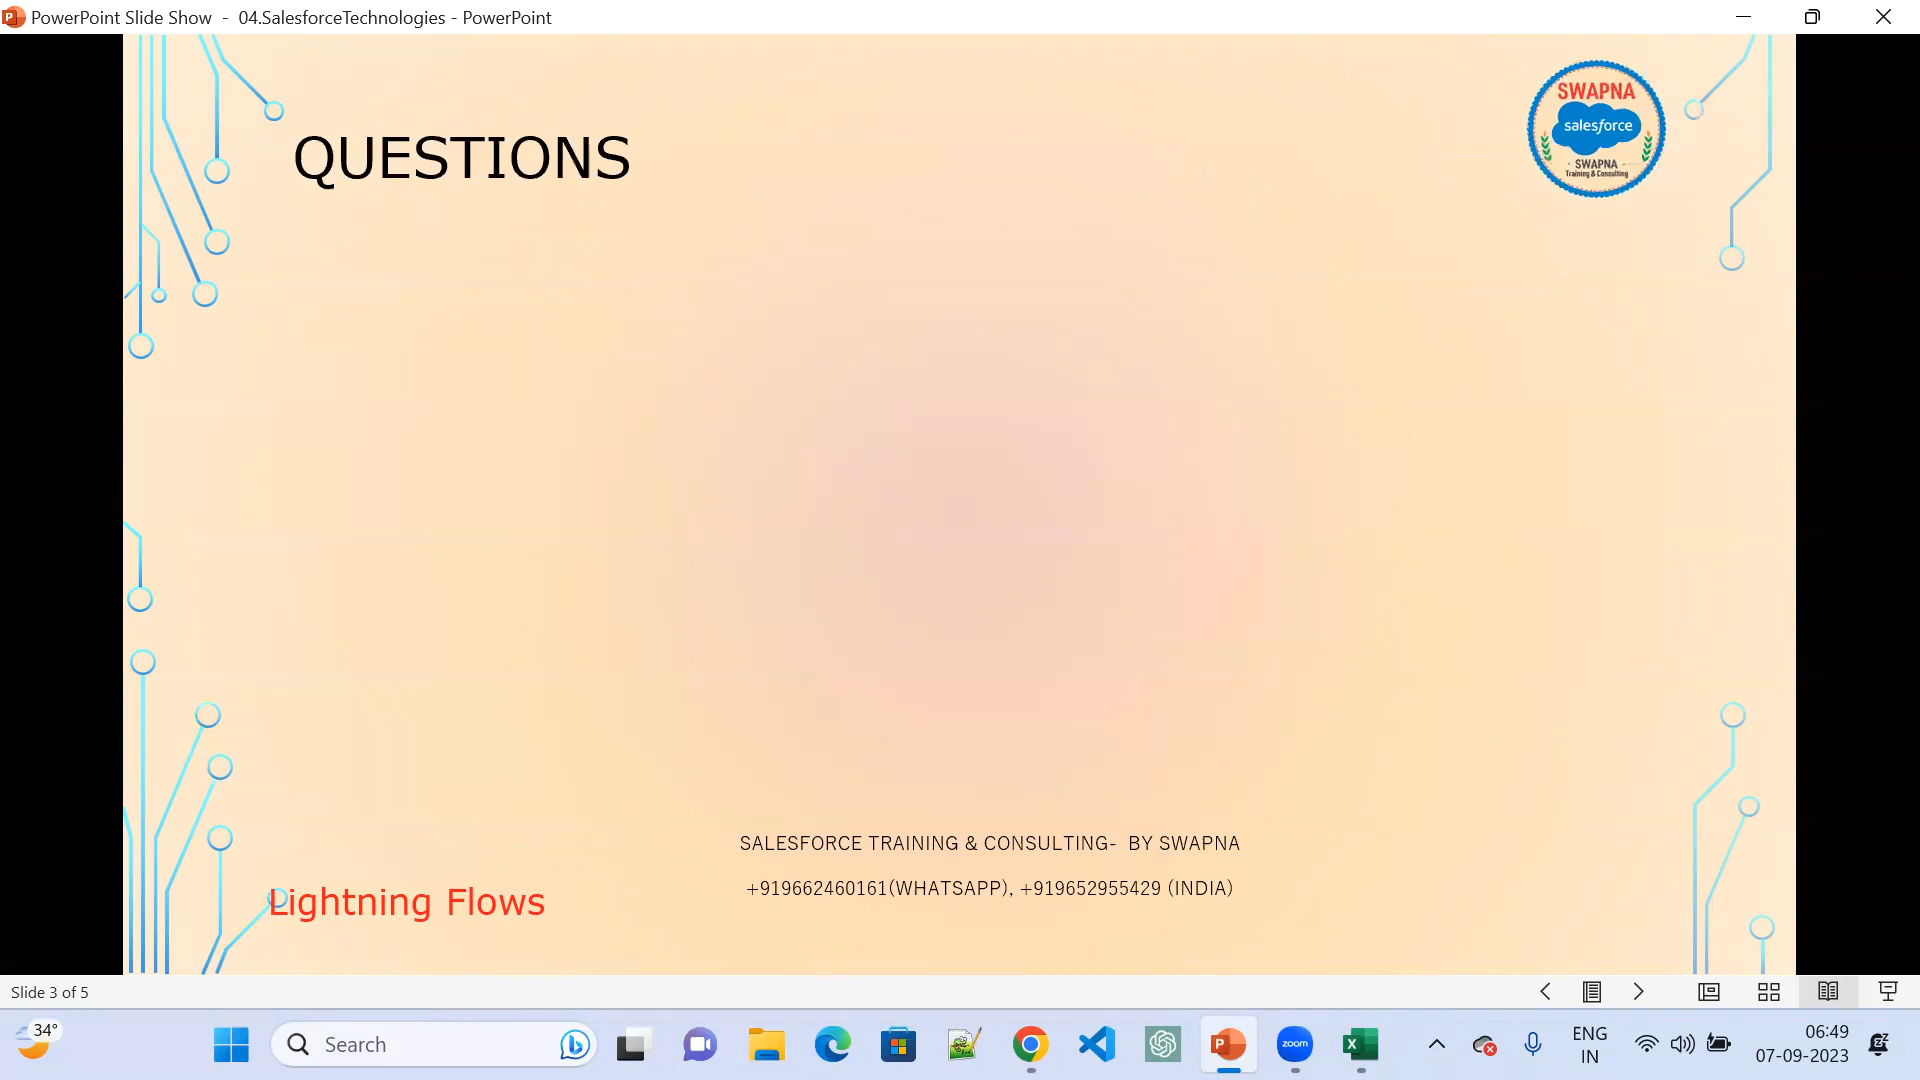 PowerPoint Slide Show  -  04.SalesforceTechnologies - PowerPoint
QUESTIONS
SWAPNA
salesforce
- SWAPNA -
Training & Consulting
SALESFORCE TRAINING & CONSULTING-  BY SWAPNA
+919662460161(WHATSAPP), +919652955429 (INDIA)
Lightning Flows
Slide 3 of 5
34°
Search
zoom
ENG
IN
06:49
07-09-2023